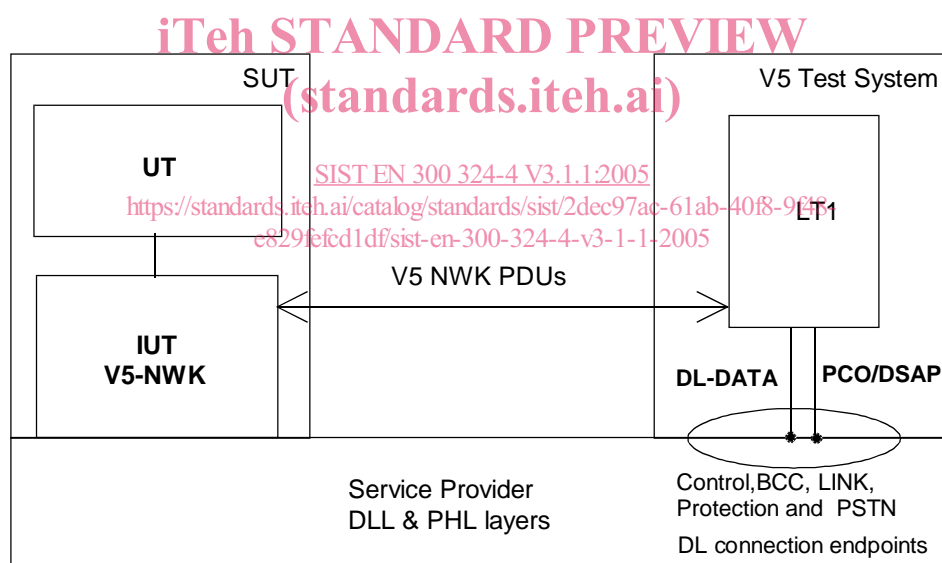 iTeh STANDARD PREVIEW
(standards.iteh.ai)
SIST EN 300 324-4 V3.1.1:2005
https://standards.iteh.ai/catalog/standards/sist/2dec97ac-61ab-40f8-9f48-
e829fefcd1df/sist-en-300-324-4-v3-1-1-2005
SUT
V5 Test System
UT
LT1
V5 NWK PDUs
IUT
V5-NWK
DL-DATA
PCO/DSAP
Service Provider
DLL & PHL layers
Control,BCC, LINK,
Protection and PSTN
DL connection endpoints